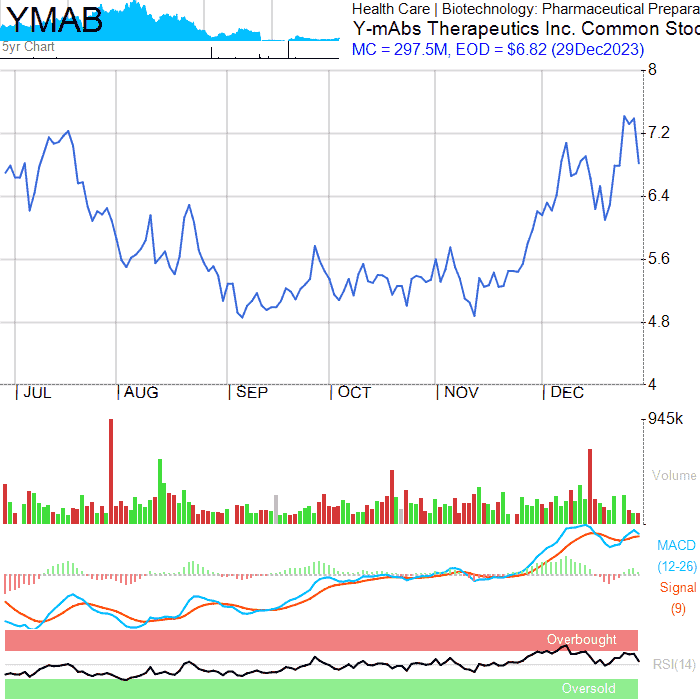 YMAB
5yr Chart
Health Care | Biotechnology: Pharmaceutical Prepara
Y-mAbs Therapeutics Inc. Common Stoc
MC = 297.5M, EOD = $6.82 (29Dec2023)
8
7.2
6.4
5.6
4.8
4
| JUL | AUG | SEP | OCT | NOV | DEC
945k
Volume
MACD
(12-26)
Signal
(9)
Overbought
RSI(14)
Oversold